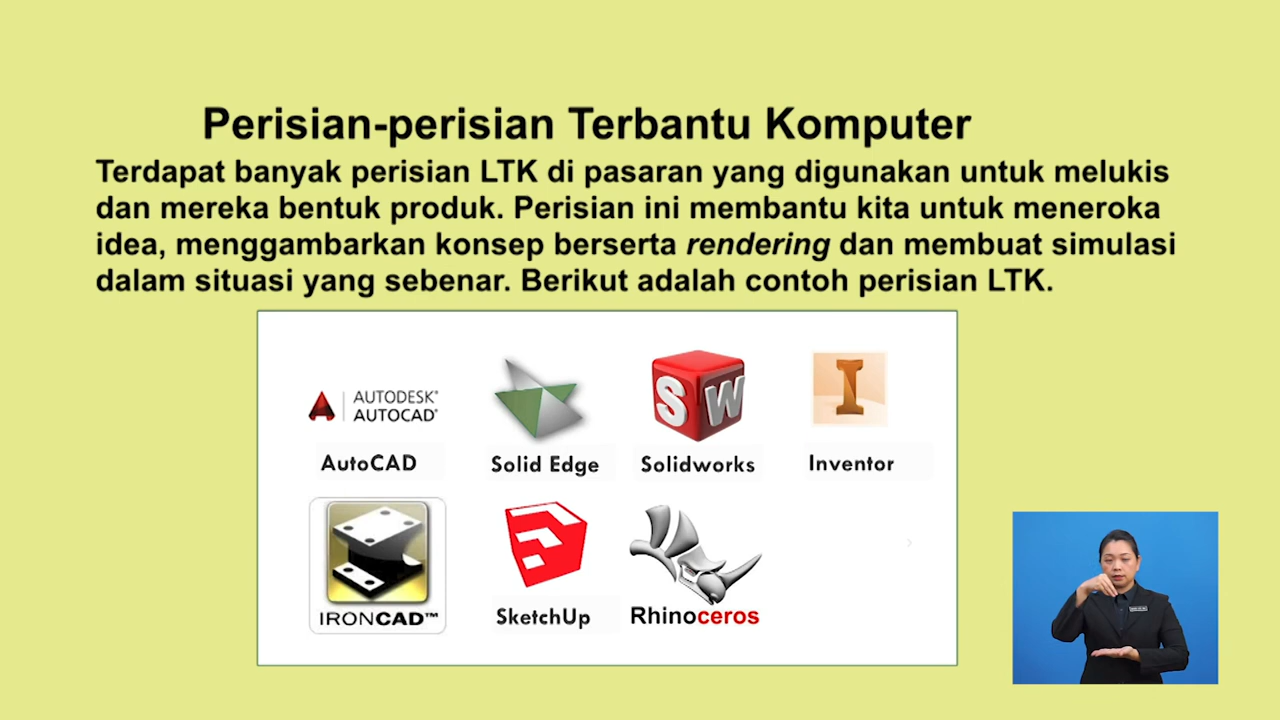 Perisian-perisian Terbantu Komputer
Terdapat banyak perisian LTK di pasaran yang digunakan untuk melukis
dan mereka bentuk produk. Perisian ini membantu kita untuk meneroka
idea, menggambarkan konsep berserta rendering dan membuat simulasi
dalam situasi yang sebenar. Berikut adalah contoh perisian LTK.
AUTODESK®
AUTOCAD®
SW
I
AutoCAD
Solid Edge
Solidworks
Inventor
IRONCAD™
SketchUp
Rhinoceros